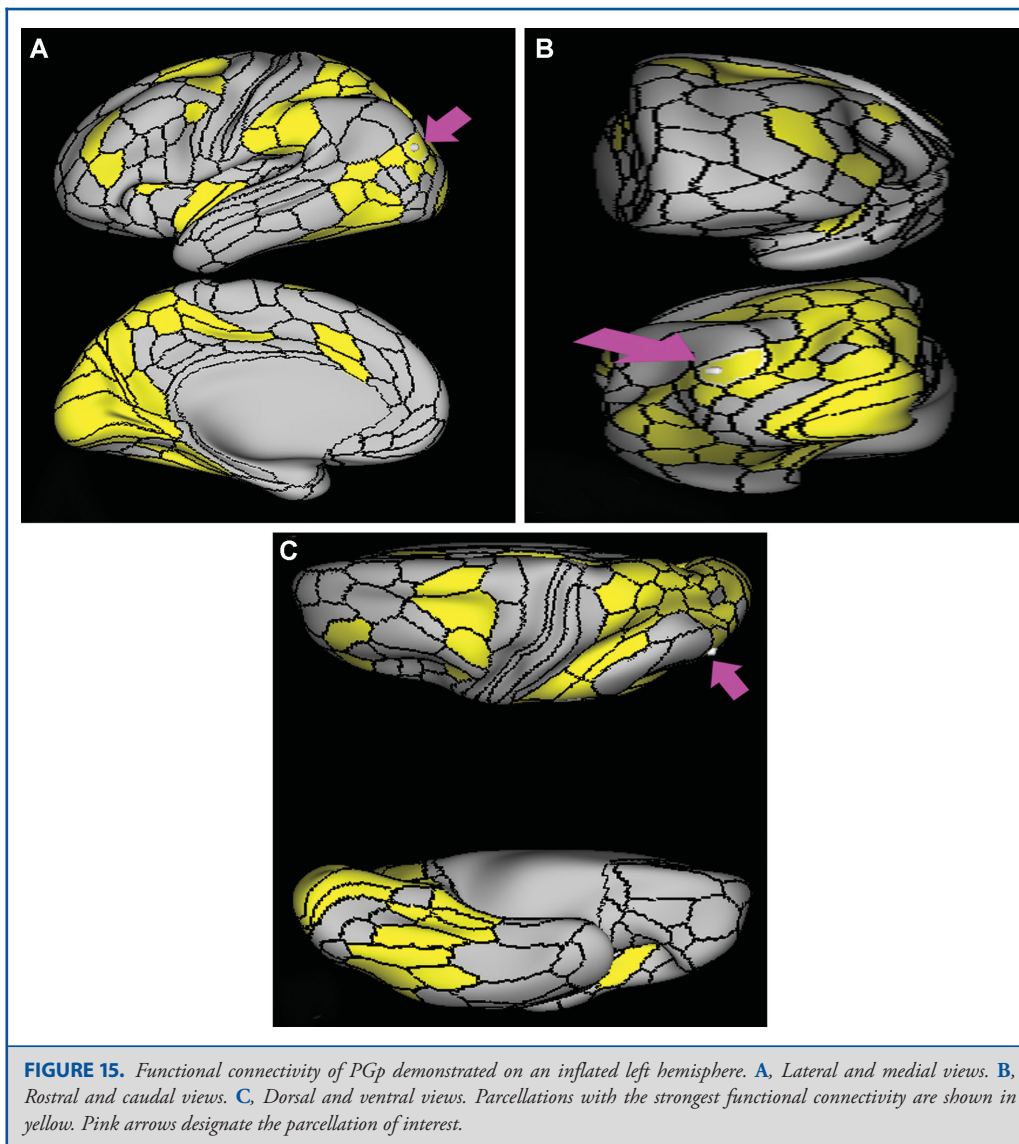 A
B
C
FIGURE 15. Functional connectivity of PGp demonstrated on an inflated left hemisphere. A, Lateral and medial views. B,
Rostral and caudal views. C, Dorsal and ventral views. Parcellations with the strongest functional connectivity are shown in
yellow. Pink arrows designate the parcellation of interest.